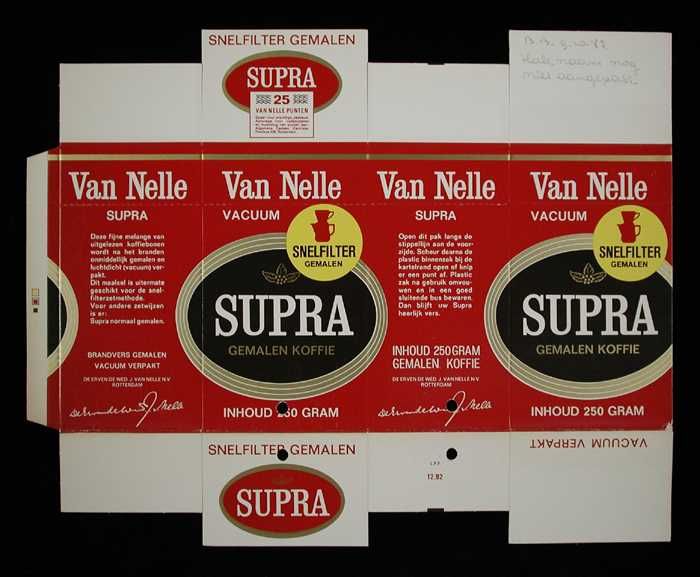 SNELFILTER GEMALEN
SUPRA
25
VAN NELLE PUNTEN
B.B.
nog
niet aangepast
Van Nelle
SUPRA
Deze fijne melange van
uitgelezen koffiebonen
wordt na het branden
onmiddellijk gemalen en
luchtdicht (vacuum) ver-
pakt.
Dit maalsel is uitermate
geschikt voor de snel-
filterzetmethode.
Voor andere zetwijzen
is er:
Supra normaal gemalen.
BRANDVERS GEMALEN
VACUUM VERPAKT
DE ERVEN DE WED. J. VAN NELLE N.V.
ROTTERDAM
Van Nelle
VACUUM
SNELFILTER
GEMALEN
SUPRA
GEMALEN KOFFIE
INHOUD 250 GRAM
Van Nelle
SUPRA
Open dit pak langs de
stippellijn aan de voor-
zijde. Scheur daarna de
plastic binnenzak bij de
kartelrand open of knip
er een punt af. Plastic
zak na gebruik omvou-
wen en in een goed
sluitende bus bewaren.
Dan blijft uw Supra
heerlijk vers.
INHOUD 250 GRAM
GEMALEN KOFFIE
DE ERVEN DE WED. J. VAN NELLE N.V.
ROTTERDAM
Van Nelle
VACUUM
SNELFILTER
GEMALEN
SUPRA
GEMALEN KOFFIE
INHOUD 250 GRAM
SNELFILTER GEMALEN
SUPRA
12.82
VACUUM VERPAKT